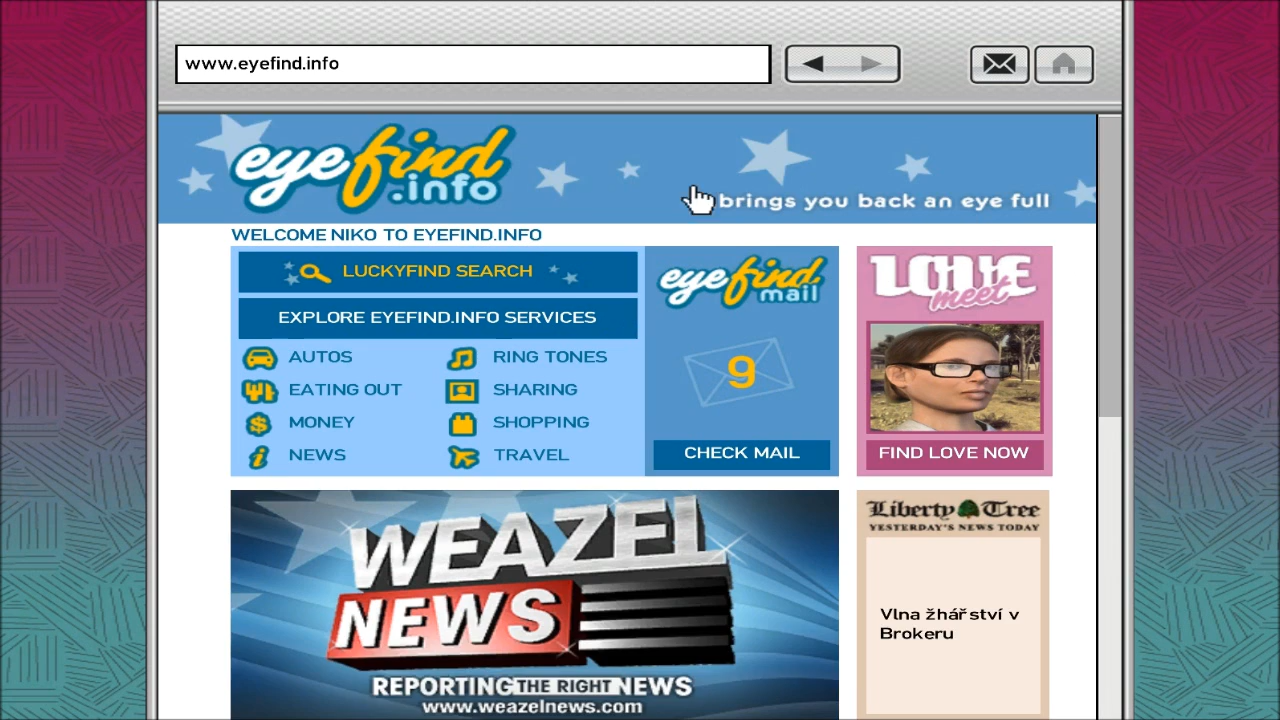 www.eyefind.info
eyefind
.info
brings you back an eye full
WELCOME NIKO TO EYEFIND.INFO
LUCKYFIND SEARCH
EXPLORE EYEFIND.INFO SERVICES
AUTOS
RING TONES
EATING OUT
SHARING
MONEY
SHOPPING
NEWS
TRAVEL
eyefind
mail
9
CHECK MAIL
LOVE
meet
FIND LOVE NOW
WEAZEL
NEWS
REPORTING THE RIGHT NEWS
www.weazelnews.com
Liberty Tree
YESTERDAY'S NEWS TODAY
Vlna žhářství v
Brokeru